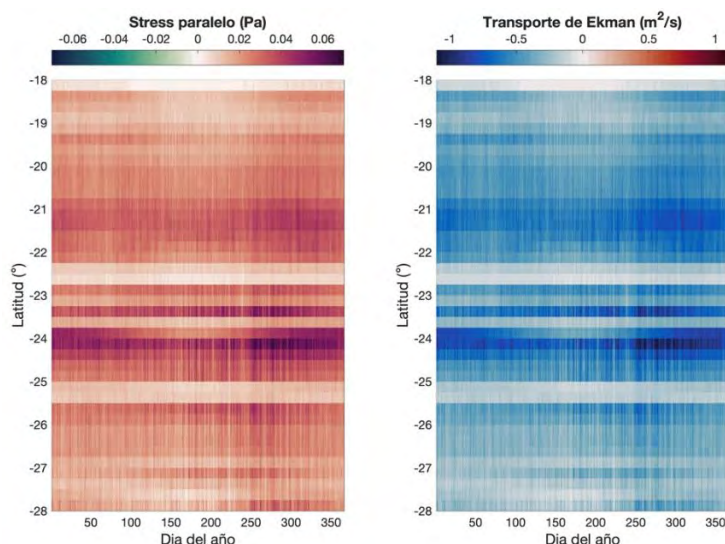 Stress paralelo (Pa)
-0.06 -0.04 -0.02 0 0.02 0.04 0.06
-18
-19
-20
-21
-22
-23
-24
-25
-26
-27
-28
Latitud (°)
50 100 150 200 250 300 350
Dia del año
Transporte de Ekman (m²/s)
-1 -0.5 0 0.5 1
-18
-19
-20
-21
-22
-23
-24
-25
-26
-27
-28
Latitud (°)
50 100 150 200 250 300 350
Dia del año